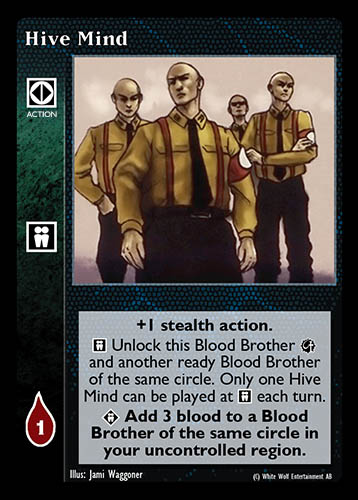 Hive Mind
ACTION
+1 stealth action.
Unlock this Blood Brother
and another ready Blood Brother
of the same circle. Only one Hive
Mind can be played at each turn.
Add 3 blood to a Blood
Brother of the same circle in
your uncontrolled region.
1
Illus: Jami Waggoner
(C) White Wolf Entertainment AB